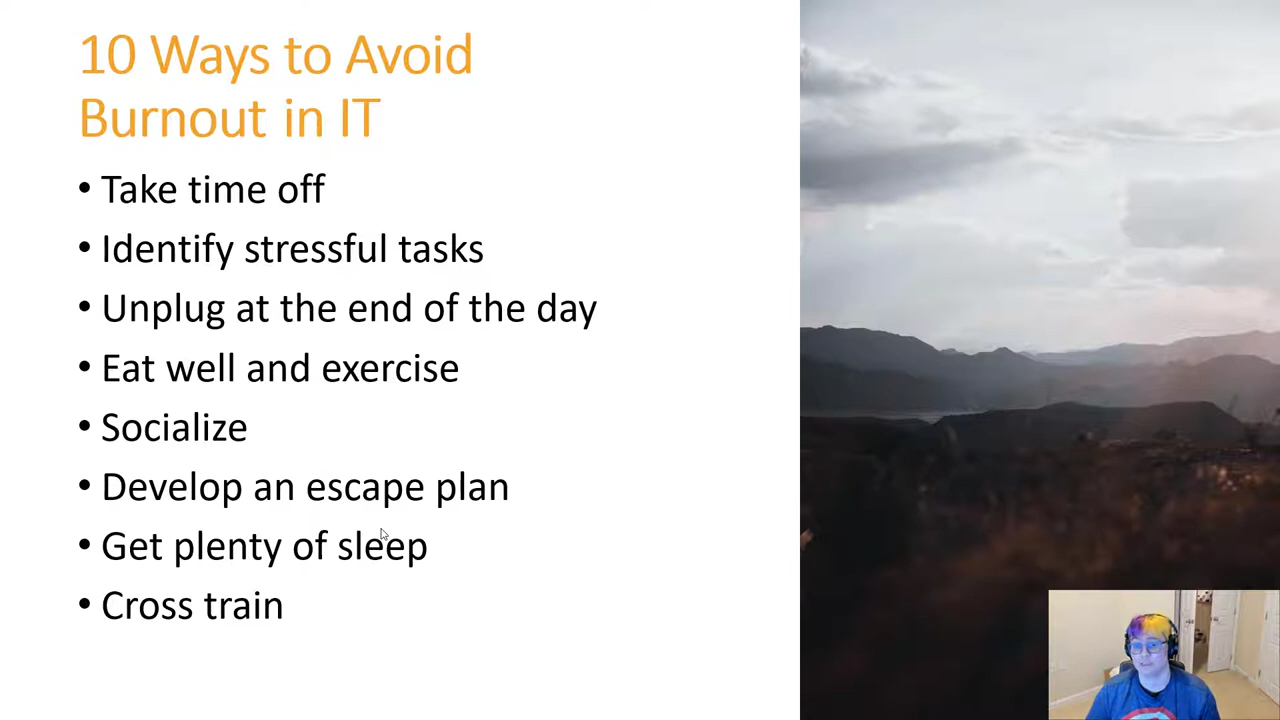 10 Ways to Avoid
Burnout in IT
• Take time off
• Identify stressful tasks
• Unplug at the end of the day
• Eat well and exercise
• Socialize
• Develop an escape plan
• Get plenty of sleep
• Cross train